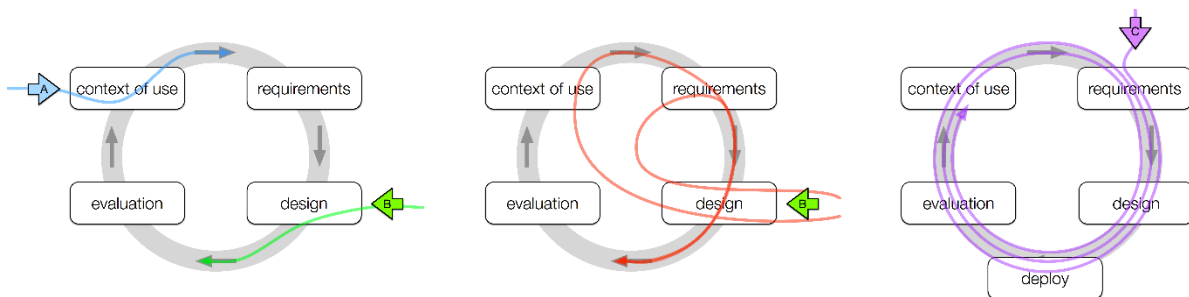 A
context of use
requirements
evaluation
design
B
context of use
requirements
evaluation
design
B
C
context of use
requirements
evaluation
design
deploy